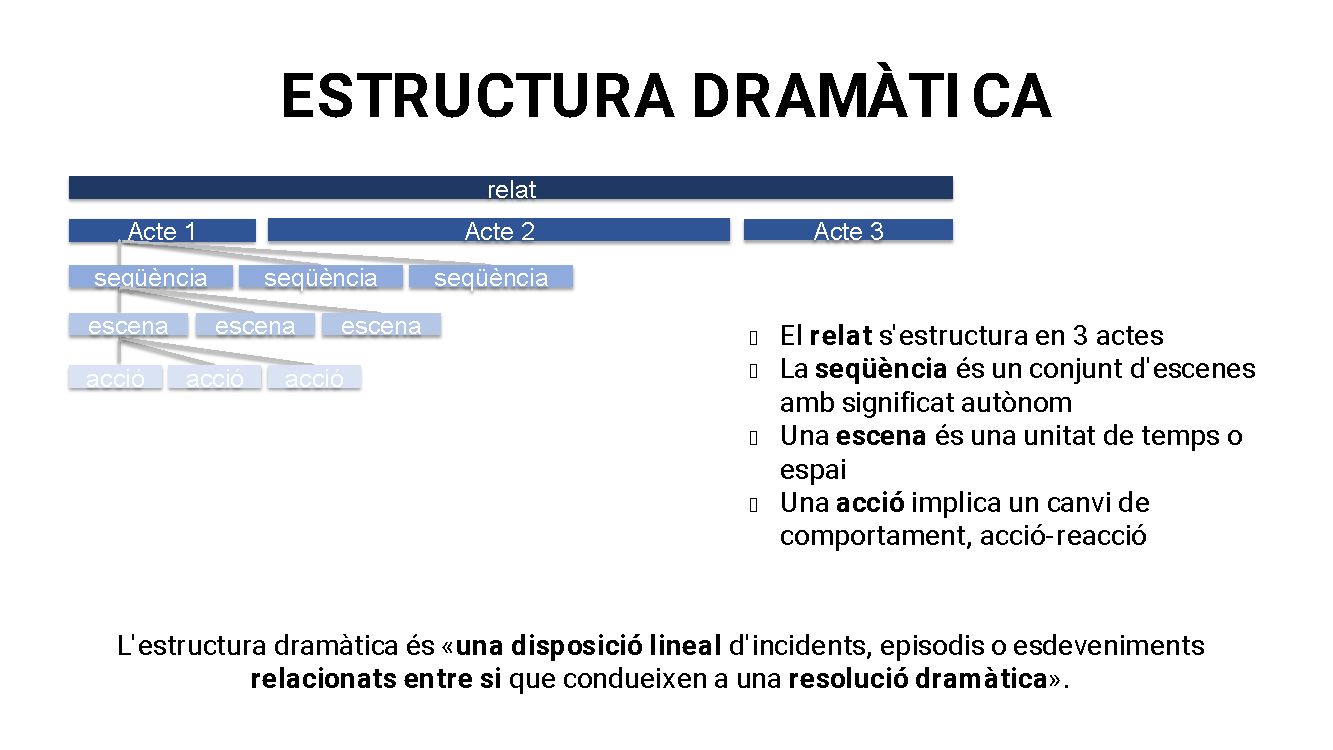 ESTRUCTURA DRAMÀTICA
relat
Acte 1 Acte 2 Acte 3
seqüència seqüència seqüència
escena escena escena
acció acció acció
El relat s'estructura en 3 actes
La seqüència és un conjunt d'escenes
amb significat autònom
Una escena és una unitat de temps o
espai
Una acció implica un canvi de
comportament, acció-reacció
L'estructura dramàtica és «una disposició lineal d'incidents, episodis o esdeveniments
relacionats entre si que condueixen a una resolució dramàtica».